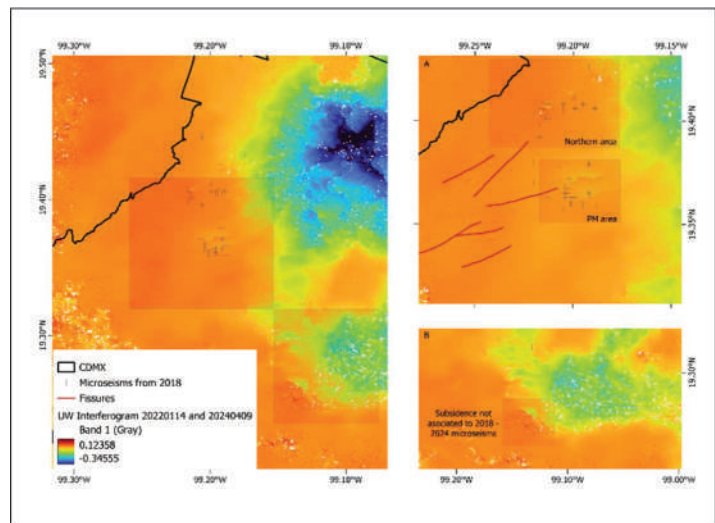 99.30°W 99.20°W 99.10°W
19.50°N
19.40°N
19.30°N
CDMX
Microseisms from 2018
Fissures
UW Interferogram 20220114 and 20240409
Band 1 (Gray)
0.12358
-0.34555
99.30°W 99.20°W 99.10°W
99.25°W 99.20°W 99.15°W
A
19.40°N
Northern area
PM area
19.35°N
B
19.30°N
Subsidence not
associated to 2018 -
2024 microseisms
99.20°W 99.10°W 99.00°W